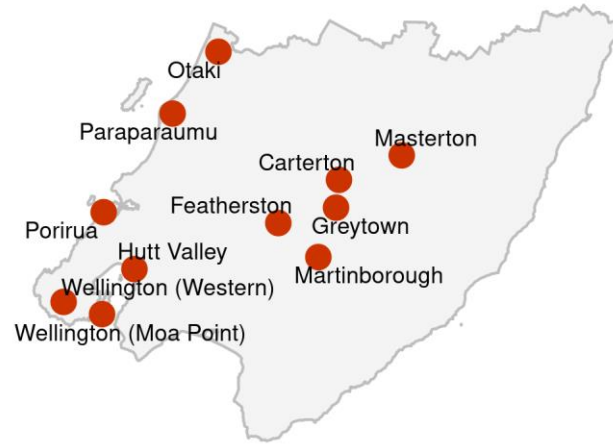 Otaki
Paraparaumu
Masterton
Carterton
Featherston
Greytown
Porirua
Hutt Valley
Martinborough
Wellington (Western)
Wellington (Moa Point)